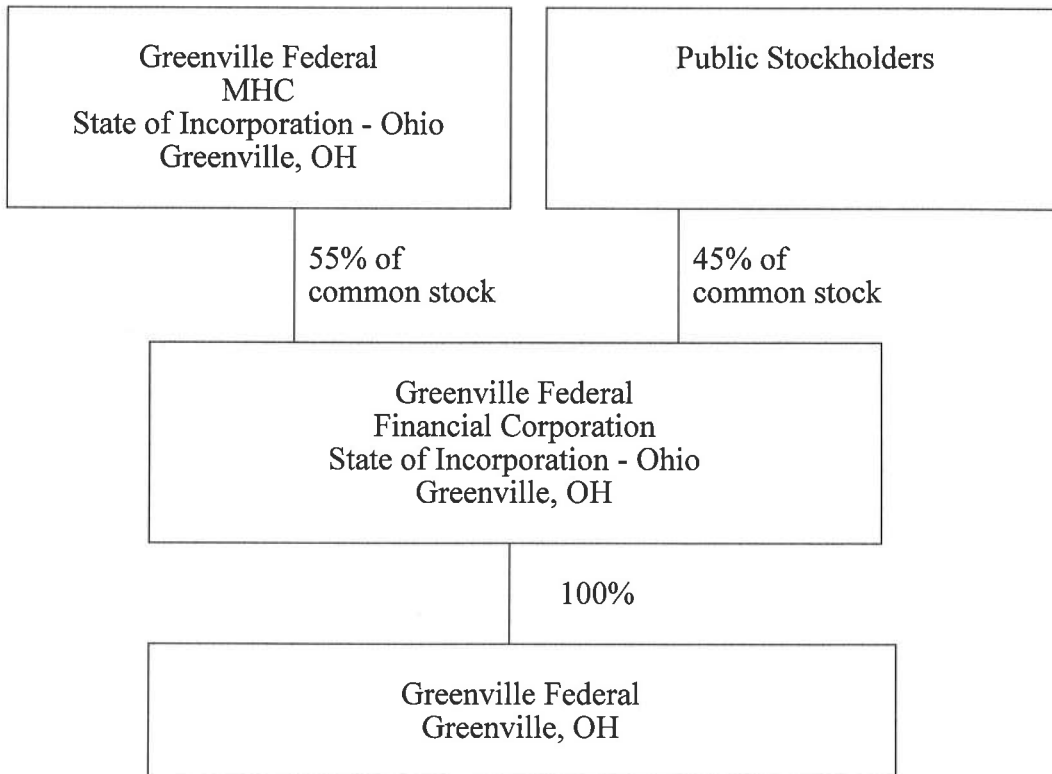 Greenville Federal
MHC
State of Incorporation - Ohio
Greenville, OH
Public Stockholders
55% of
common stock
45% of
common stock
Greenville Federal
Financial Corporation
State of Incorporation - Ohio
Greenville, OH
100%
Greenville Federal
Greenville, OH